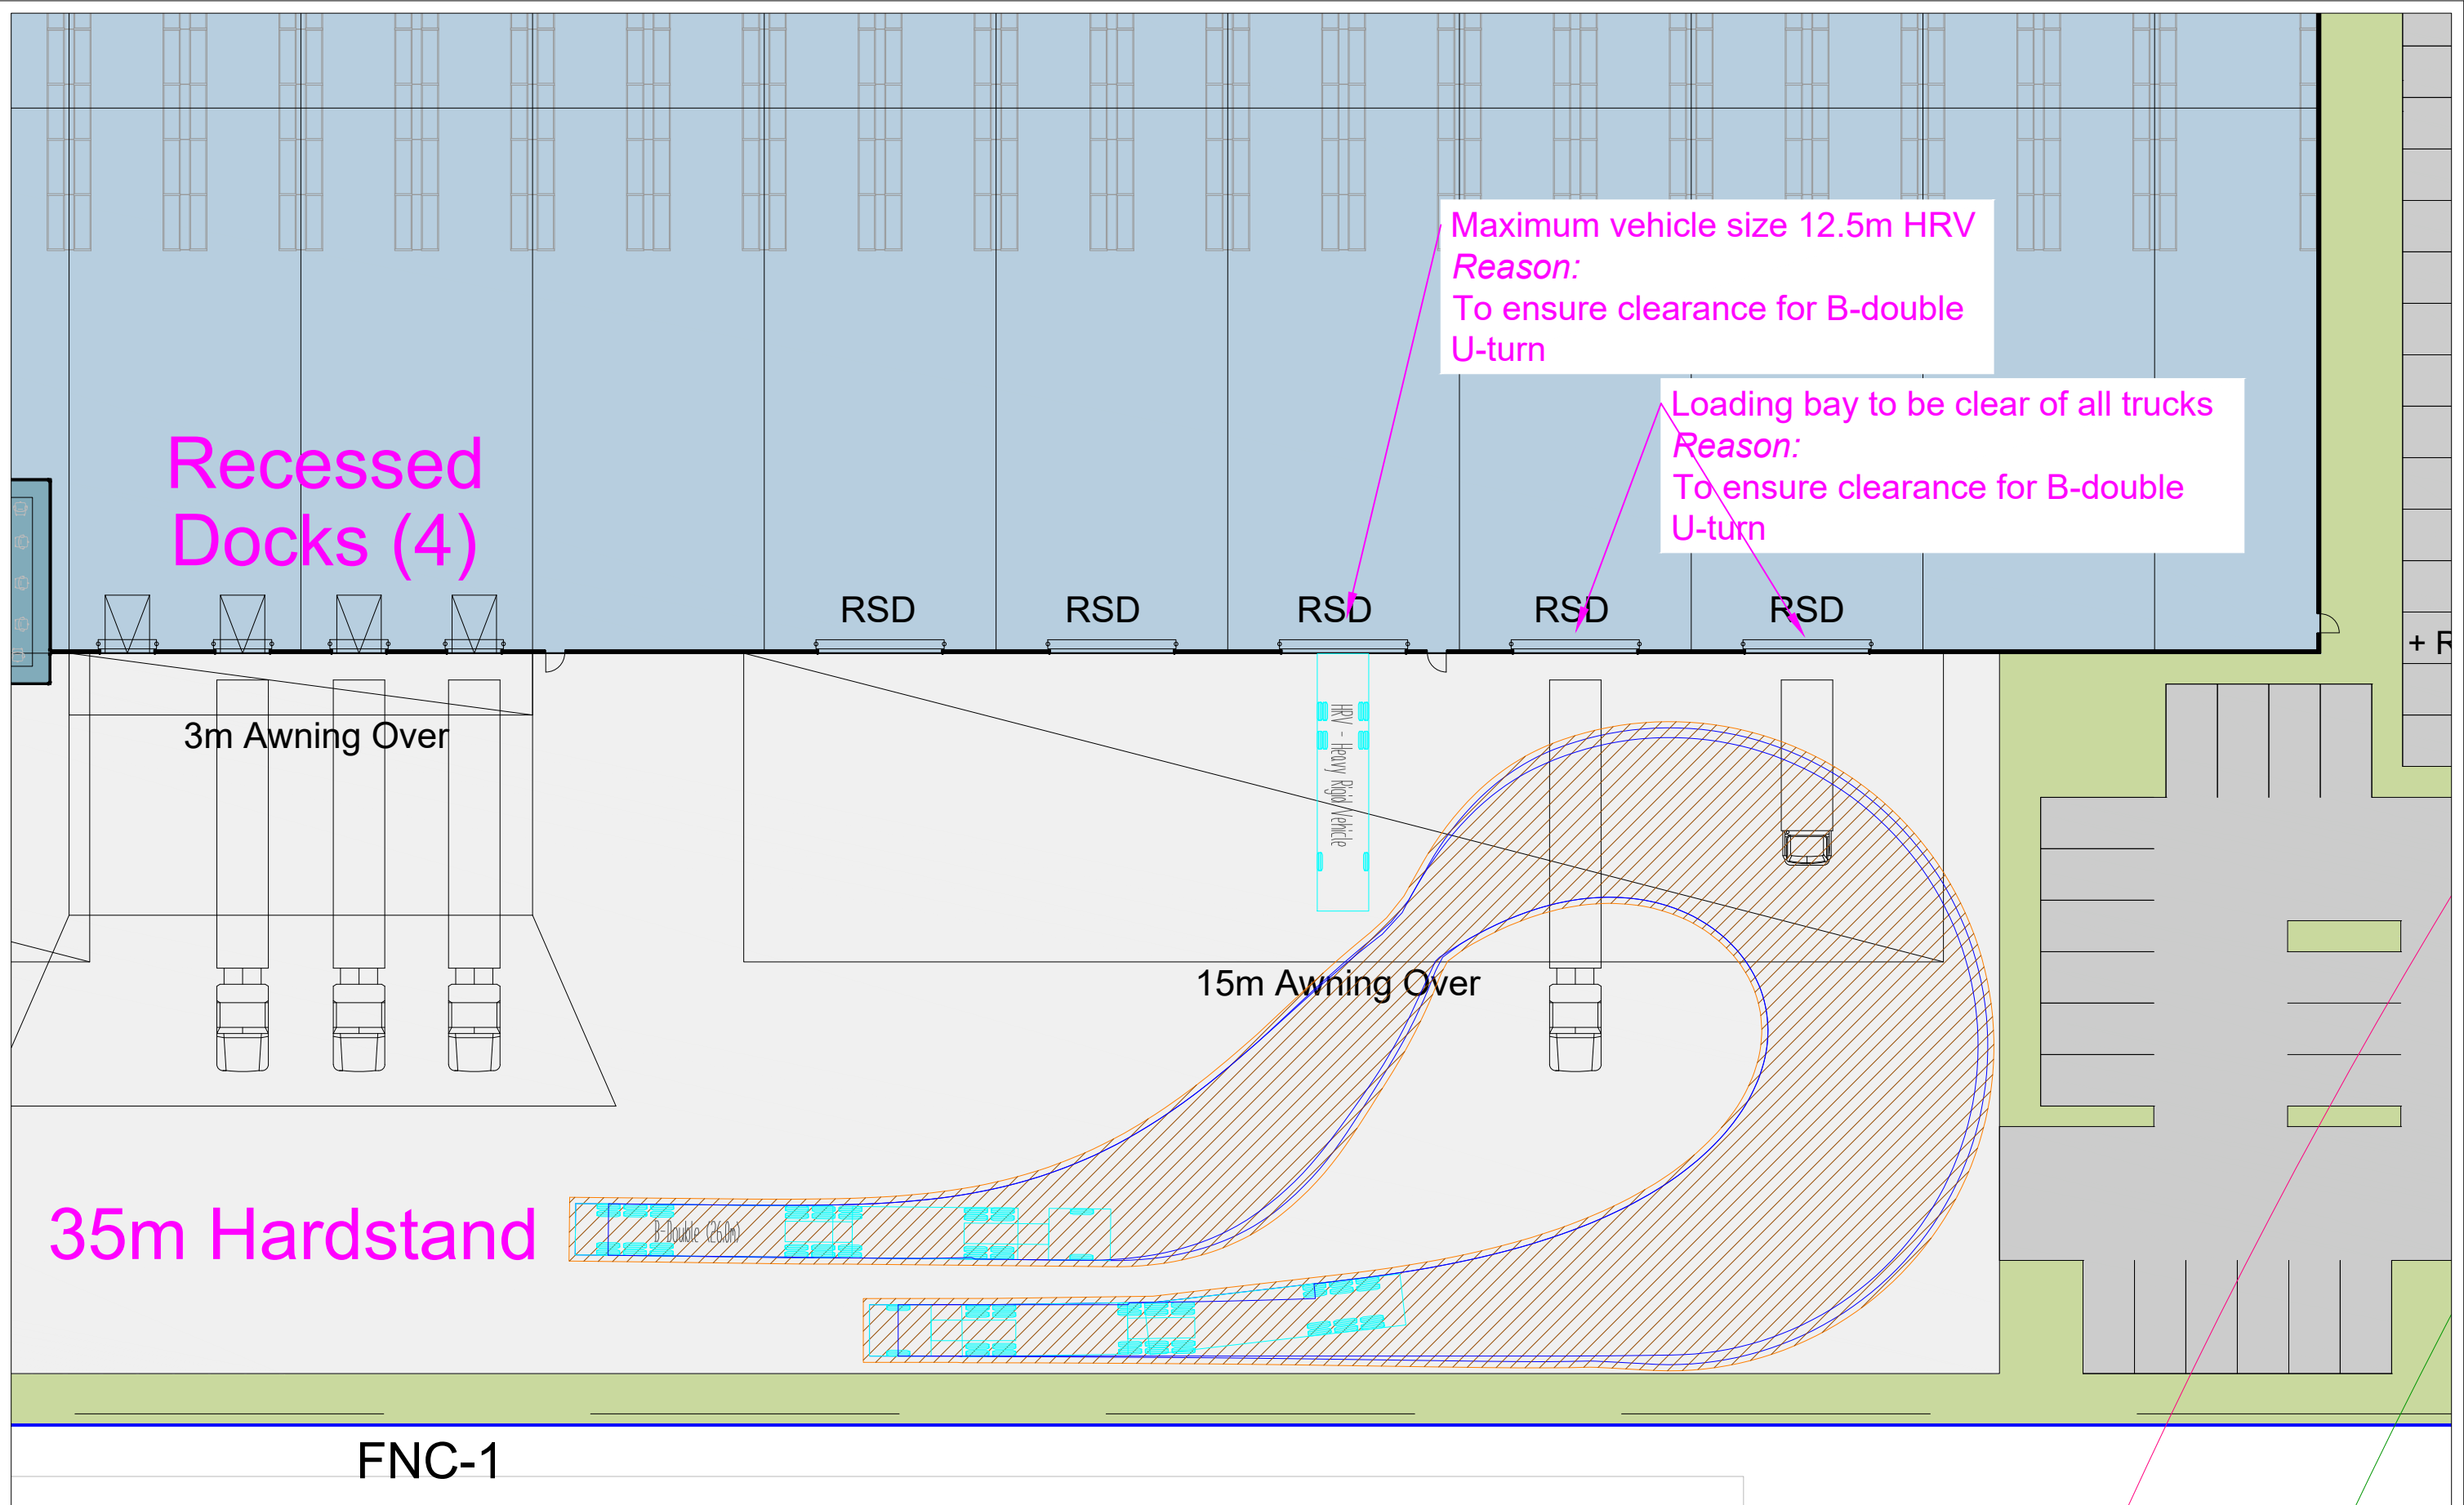 Maximum vehicle size 12.5m HRV
Reason:
To ensure clearance for B-double
U-turn
Loading bay to be clear of all trucks
Reason:
To ensure clearance for B-double
U-turn
Recessed
Docks (4)
RSD
RSD
RSD
RSD
RSD
+ R
3m Awning Over
HRV - Heavy Rigid Vehicle
15m Awning Over
35m Hardstand
B-Double (26.0m)
FNC-1